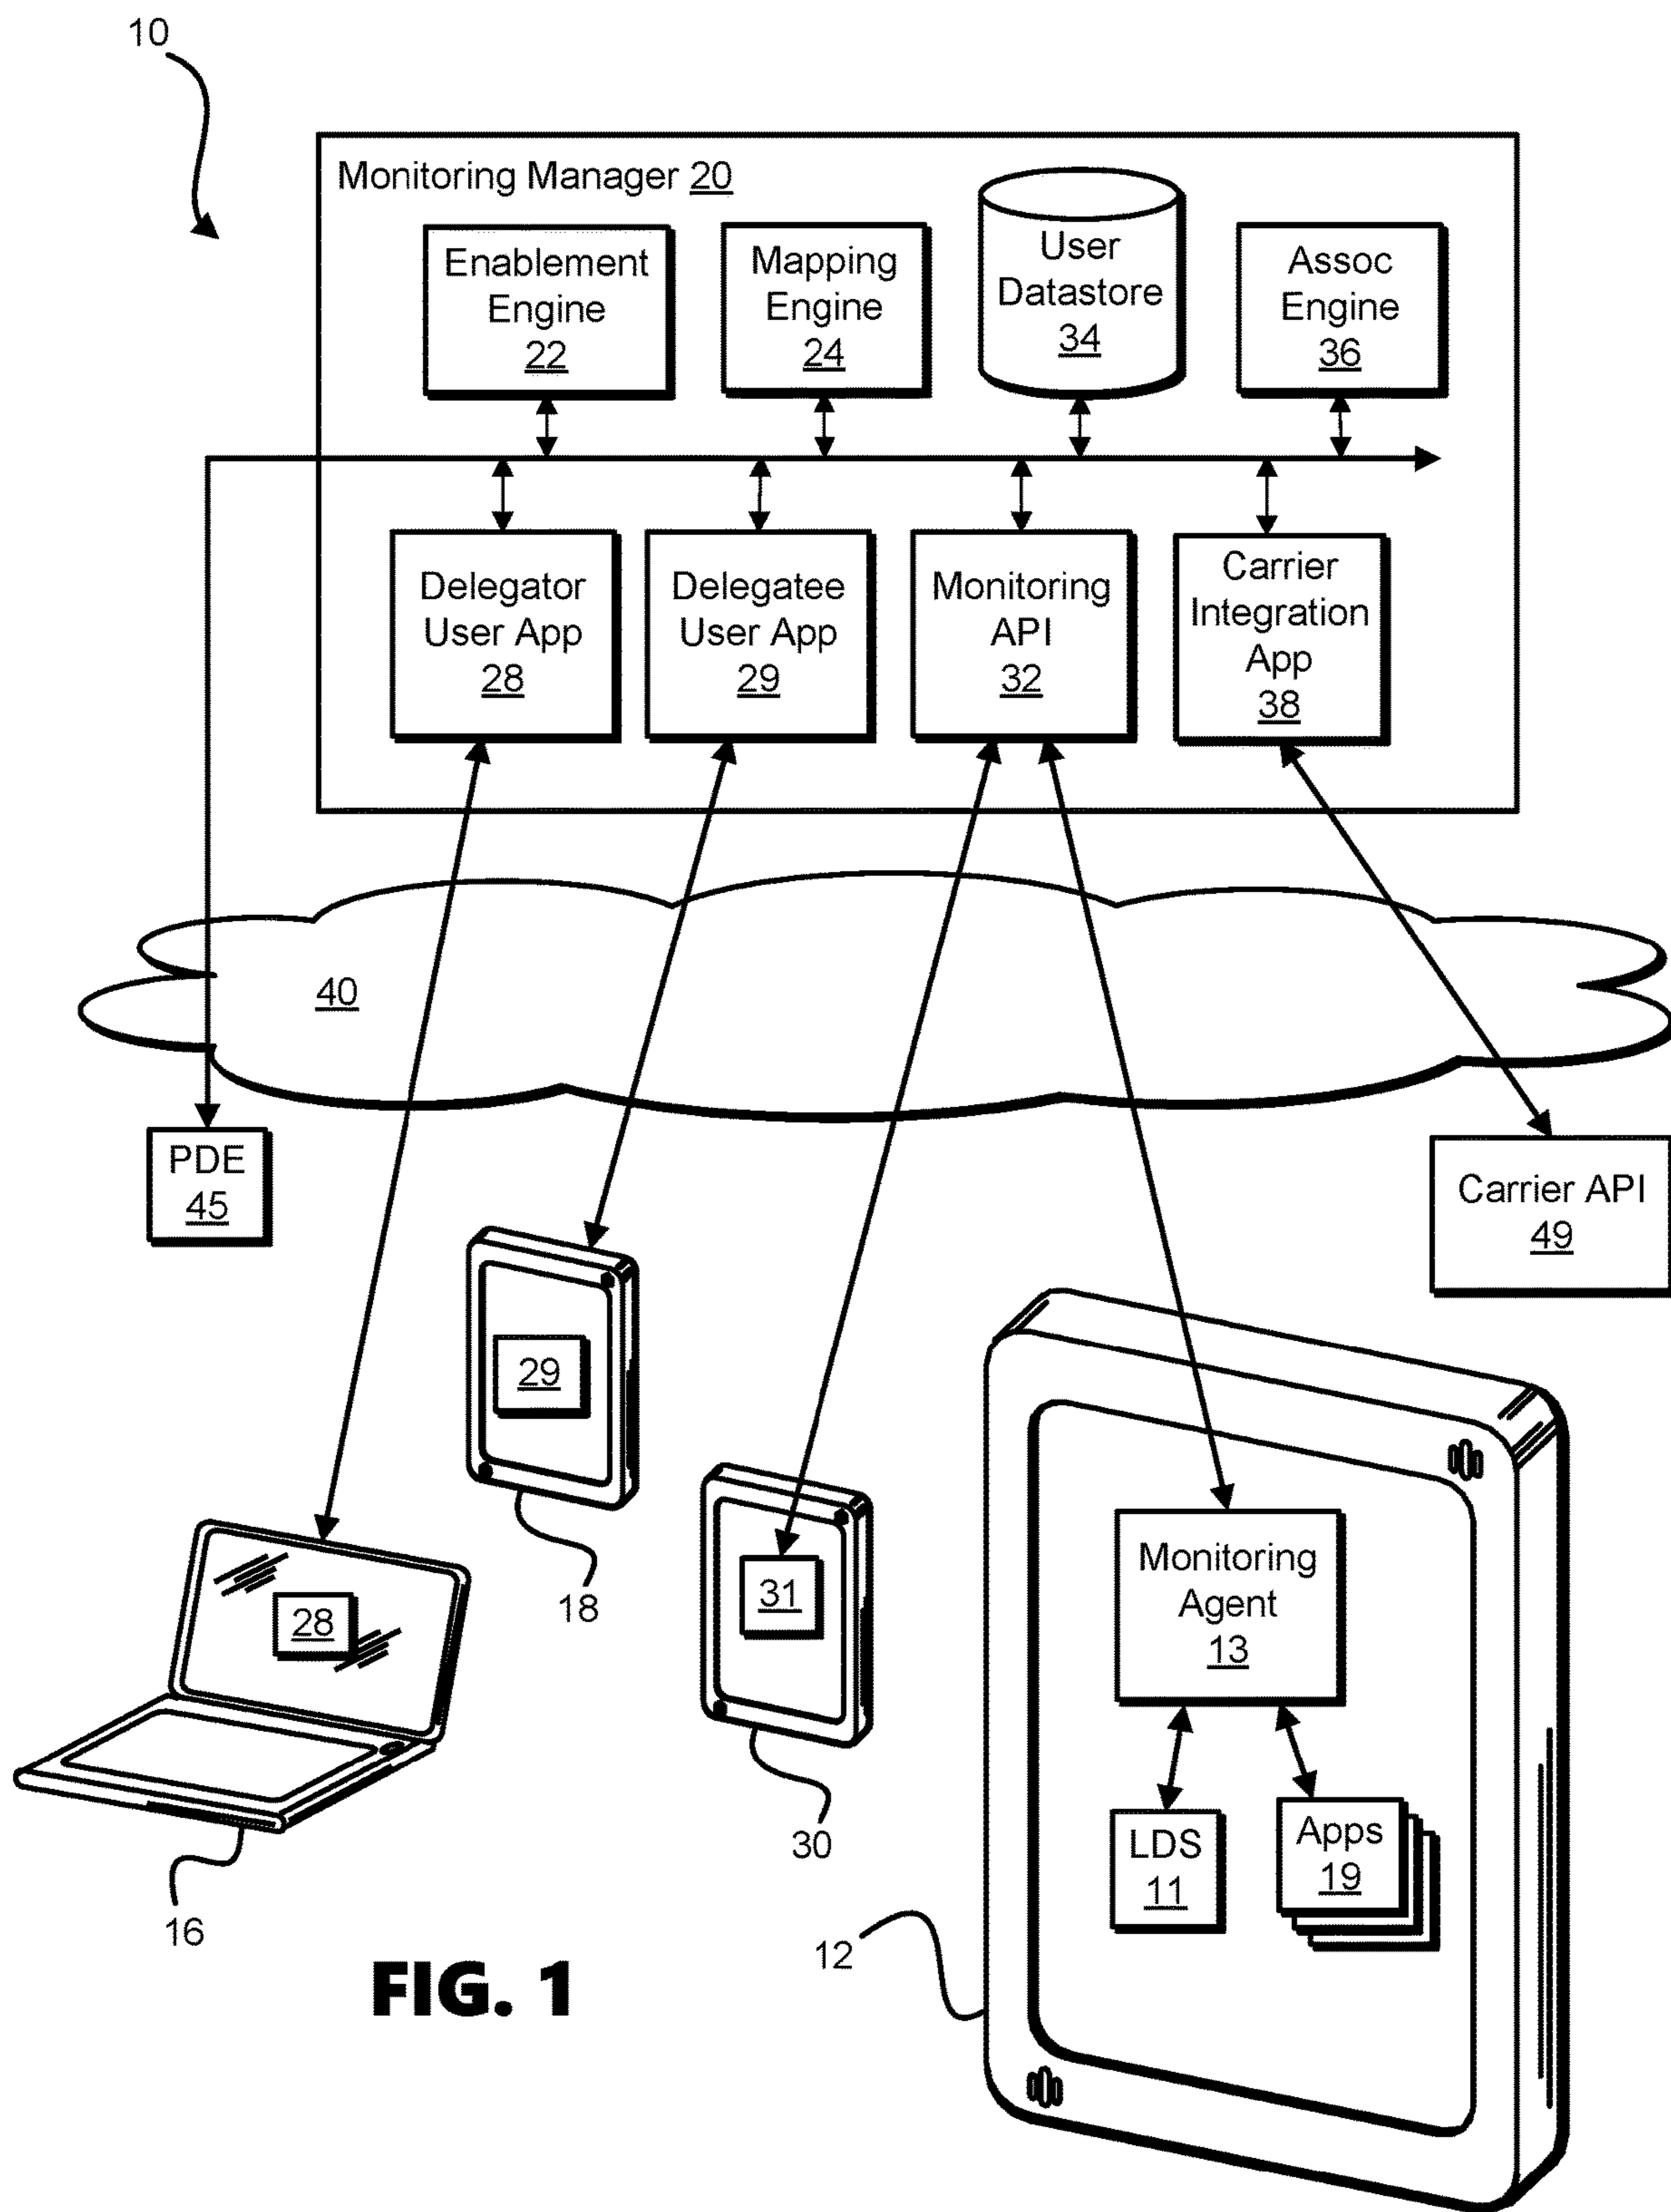 10
Monitoring Manager 20
Enablement
Engine
22
Mapping
Engine
24
User
Datastore
34
Assoc
Engine
36
Delegator
User App
28
Delegatee
User App
29
Monitoring
API
32
Carrier
Integration
App
38
40
PDE
45
Carrier API
49
29
18
31
30
28
16
Monitoring
Agent
13
LDS
11
Apps
19
12
FIG. 1